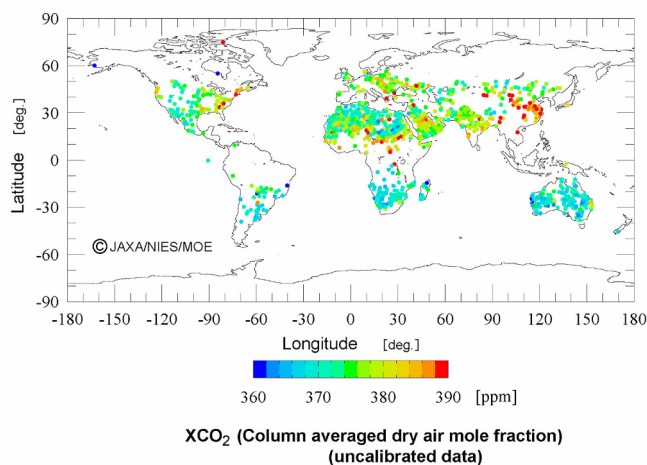 90
60
30
0
-30
60
90
Latitude [deg.]
©JAXA/NIES/MOE
-180 -150 -120 -90 -60 -30 0 30 60 90 120 150 180
Longitude [deg.]
360 370 380 390 [ppm]
XCO₂ (Column averaged dry air mole fraction)
(uncalibrated data)